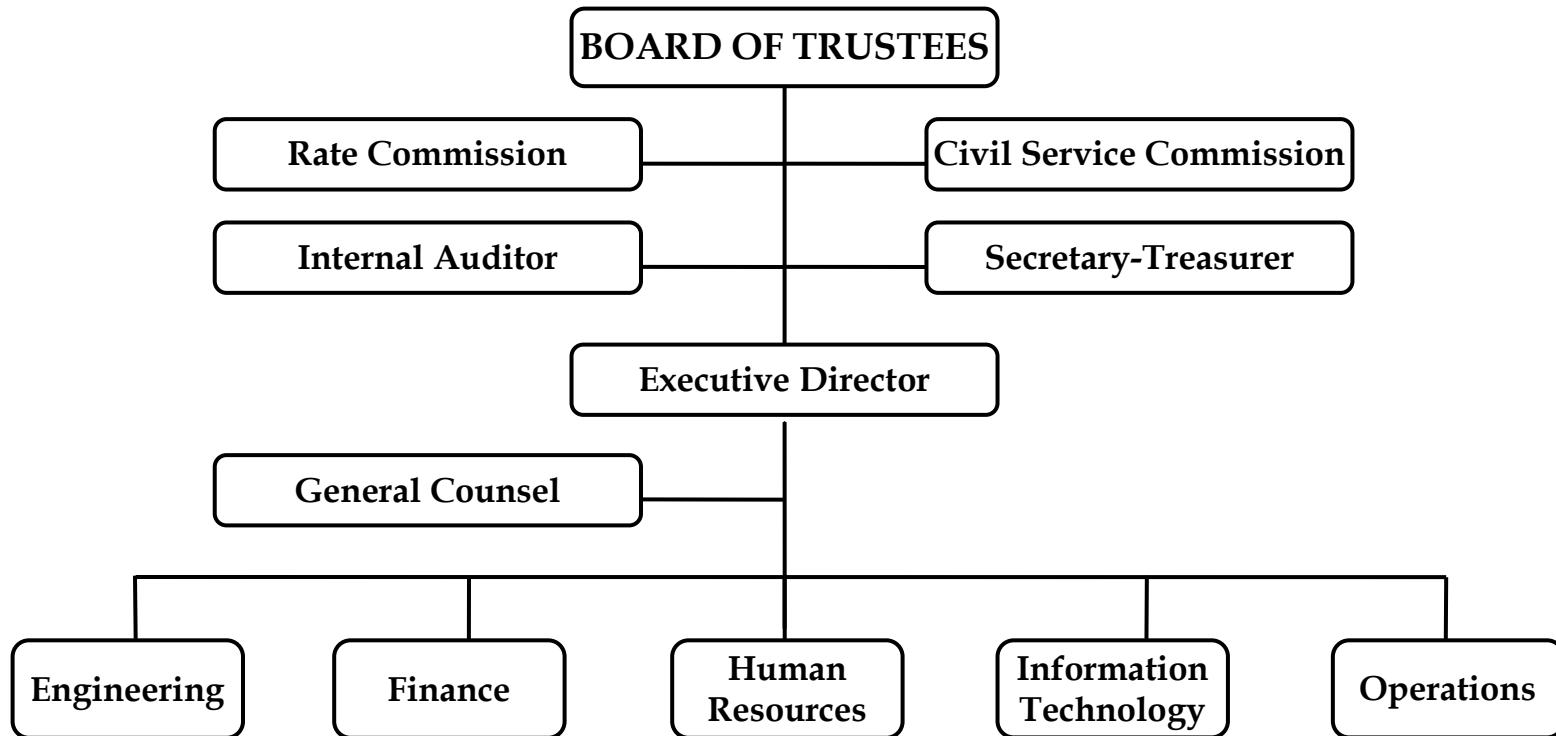 BOARD OF TRUSTEES
Rate Commission
Civil Service Commission
Internal Auditor
Secretary-Treasurer
Executive Director
General Counsel
Engineering
Finance
Human
Resources
Information
Technology
Operations